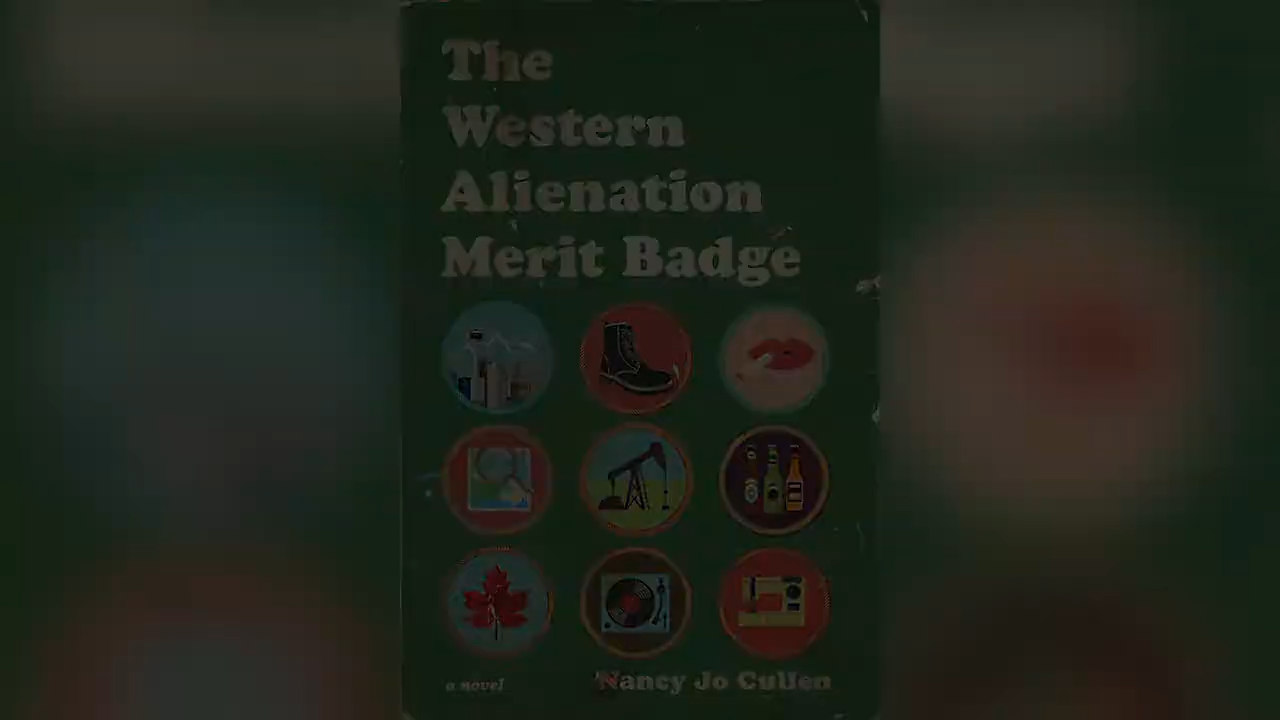 The
Western
Alienation
Merit Badge
a novel
Nancy Jo Cullen